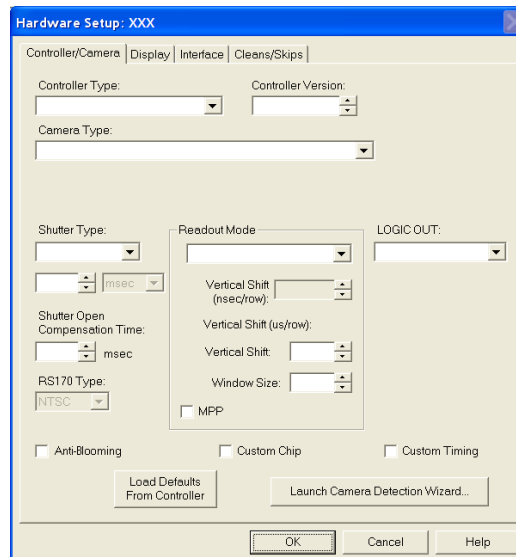 Hardware Setup: XXX
Controller/Camera Display Interface Cleans/Skips
Controller Type: Controller Version:
Camera Type:
Shutter Type: Readout Mode LOGIC OUT:
msec
Vertical Shift
(nsec/row):
Shutter Open
Compensation Time:
Vertical Shift (us/row):
msec
Vertical Shift:
RS170 Type:
Window Size:
NTSC
MPP
Anti-Blooming Custom Chip Custom Timing
Load Defaults
From Controller
Launch Camera Detection Wizard...
OK Cancel Help